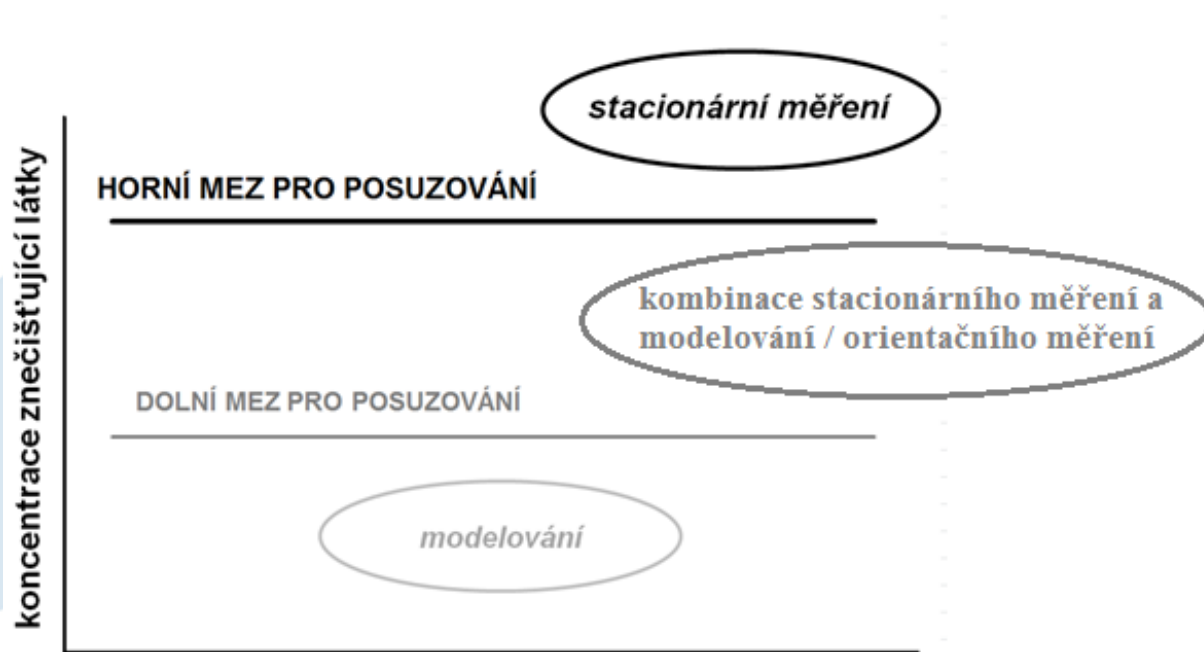 stacionární měření
HORNÍ MEZ PRO POSUZOVÁNÍ
kombinace stacionárního měření a
modelování / orientačního měření
DOLNÍ MEZ PRO POSUZOVÁNÍ
modelování
koncentrace znečišťující látky